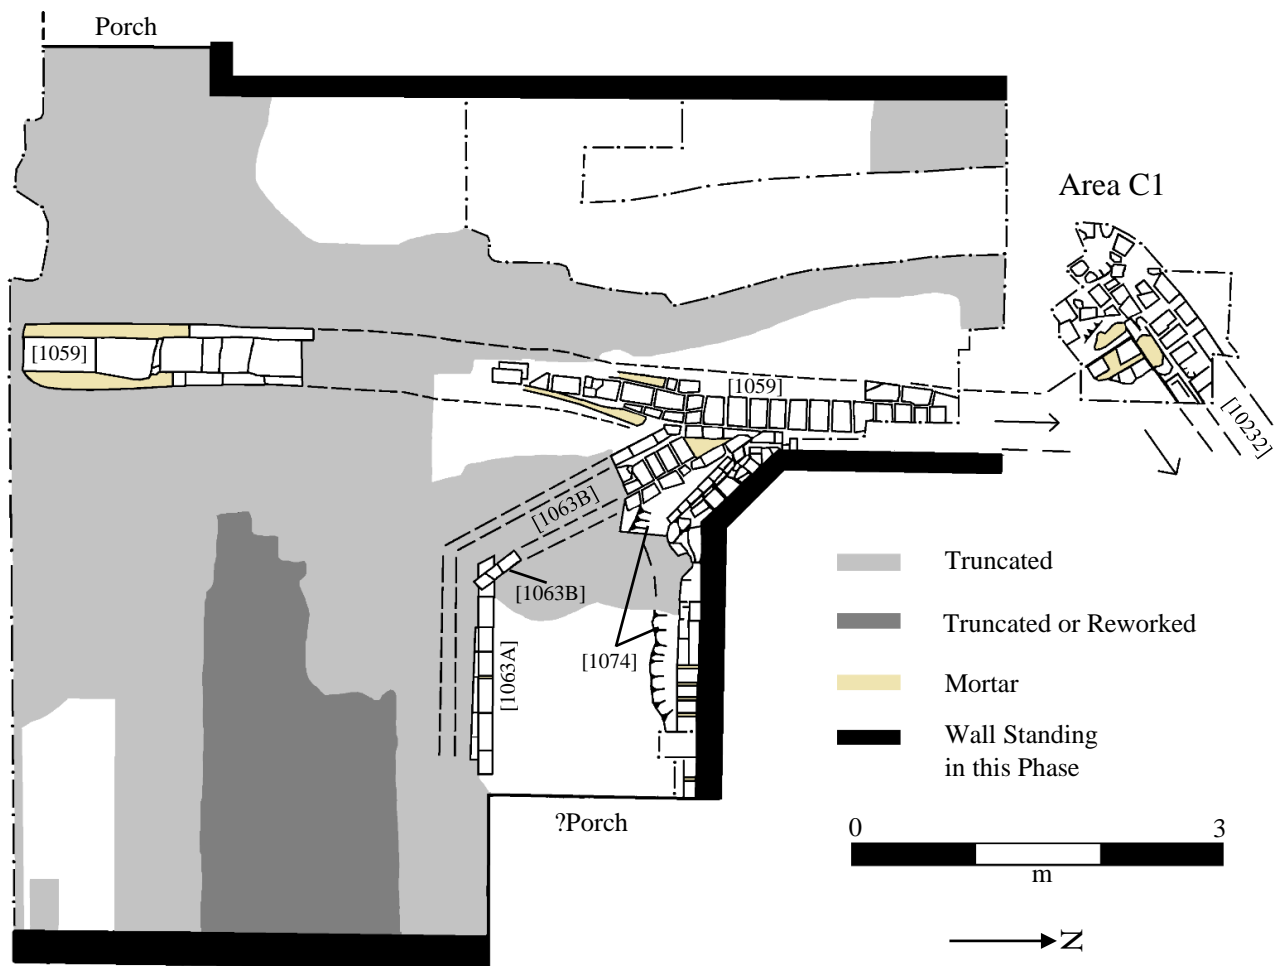 Porch
Area C1
[1059]
[1059]
[10232]
[1063B]
[1063B]
[1074]
[1063A]
?Porch
Truncated
Truncated or Reworked
Mortar
Wall Standing
in this Phase
0 3
m
N